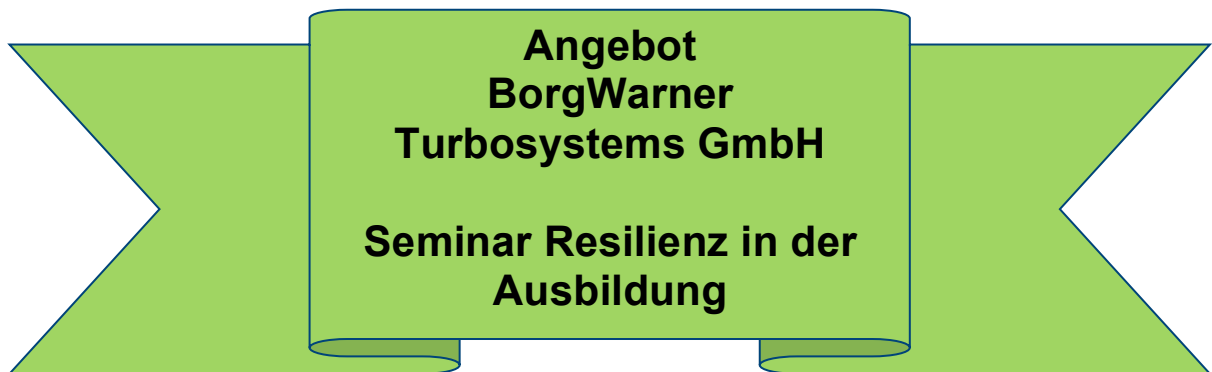 Angebot
BorgWarner
Turbosystems GmbH
Seminar Resilienz in der
Ausbildung